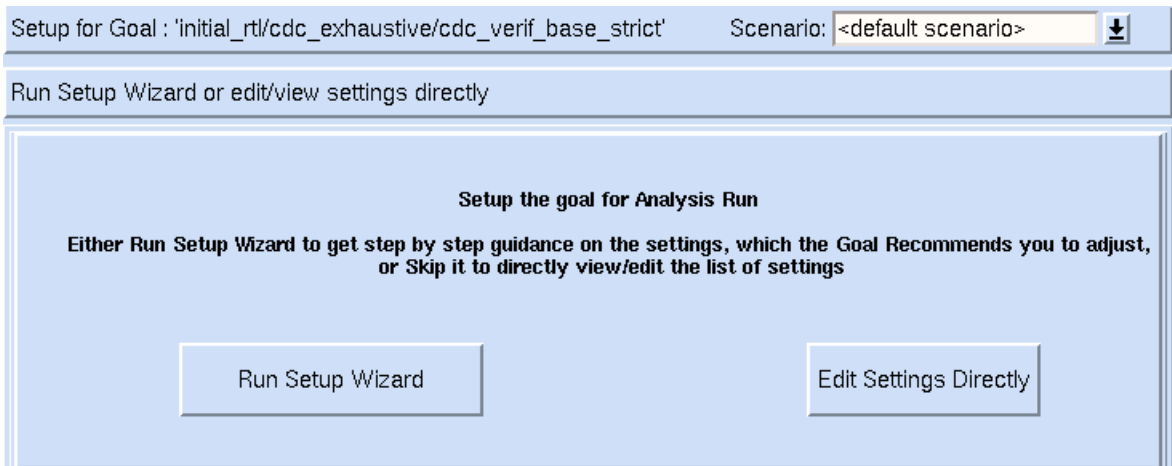 Setup for Goal : 'initial_rtl/cdc_exhaustive/cdc_verif_base_strict' Scenario: <default scenario>
Run Setup Wizard or edit/view settings directly
Setup the goal for Analysis Run
Either Run Setup Wizard to get step by step guidance on the settings, which the Goal Recommends you to adjust,
or Skip it to directly view/edit the list of settings
Run Setup Wizard Edit Settings Directly